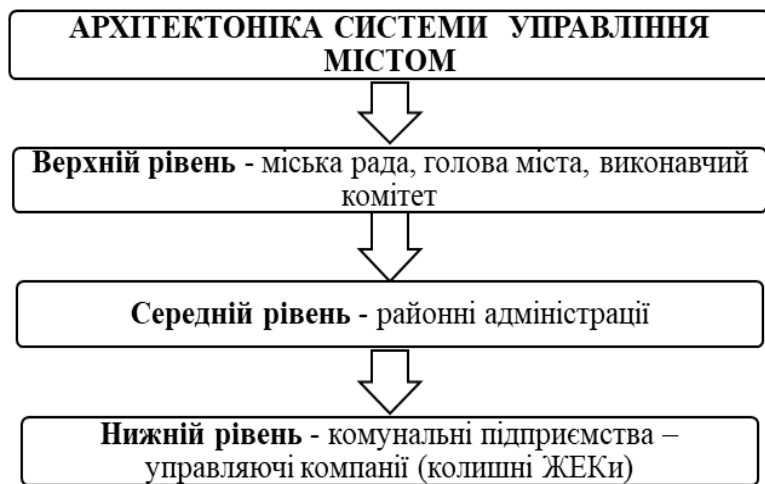 АРХІТЕКТОНІКА СИСТЕМИ УПРАВЛІННЯ
МІСТОМ
Верхній рівень - міська рада, голова міста, виконавчий
комітет
Середній рівень - районні адміністрації
Нижній рівень - комунальні підприємства –
управляючі компанії (колишні ЖЕКи)